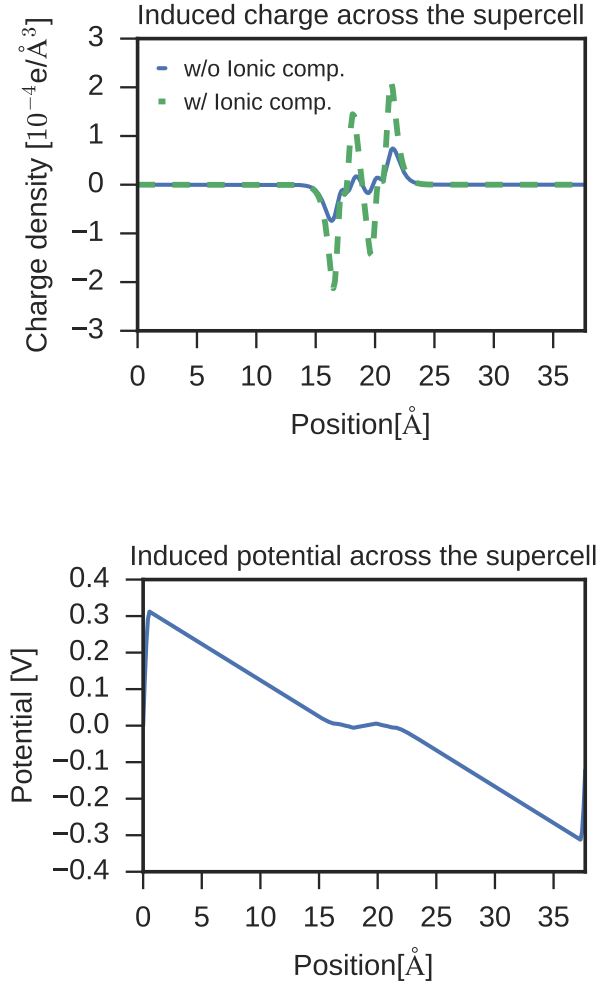 Induced charge across the supercell
Charge density [10⁻⁴e/Å³]
3
2
1
0
−1
−2
−3
w/o Ionic comp.
w/ Ionic comp.
0 5 10 15 20 25 30 35
Position[Å]
Induced potential across the supercell
Potential [V]
0.4
0.3
0.2
0.1
0.0
−0.1
−0.2
−0.3
−0.4
0 5 10 15 20 25 30 35
Position[Å]